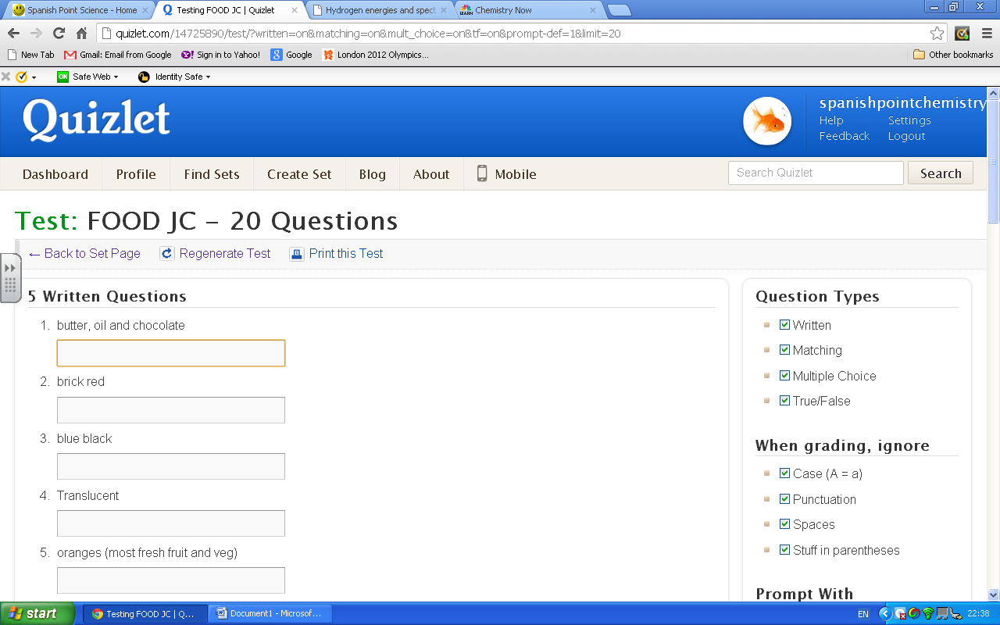 Spanish Point Science - Home
Testing FOOD JC | Quizlet
Hydrogen energies and spect
LEARN Chemistry Now
quizlet.com/14725890/test/?written=on&matching=on&mult_choice=on&tf=on&prompt-def=1&limit=20
New Tab Gmail: Email from Google Sign in to Yahoo! Google London 2012 Olympics... Other bookmarks
OK Safe Web Identity Safe
Quizlet
spanishpointchemistry
Help Settings
Feedback Logout
Dashboard Profile Find Sets Create Set Blog About Mobile Search Quizlet Search
Test: FOOD JC – 20 Questions
← Back to Set Page Regenerate Test Print this Test
5 Written Questions
1. butter, oil and chocolate
2. brick red
3. blue black
4. Translucent
5. oranges (most fresh fruit and veg)
Question Types
Written
Matching
Multiple Choice
True/False
When grading, ignore
Case (A = a)
Punctuation
Spaces
Stuff in parentheses
Prompt With
start Testing FOOD JC | Q... Document1 - Microsof... EN 22:38